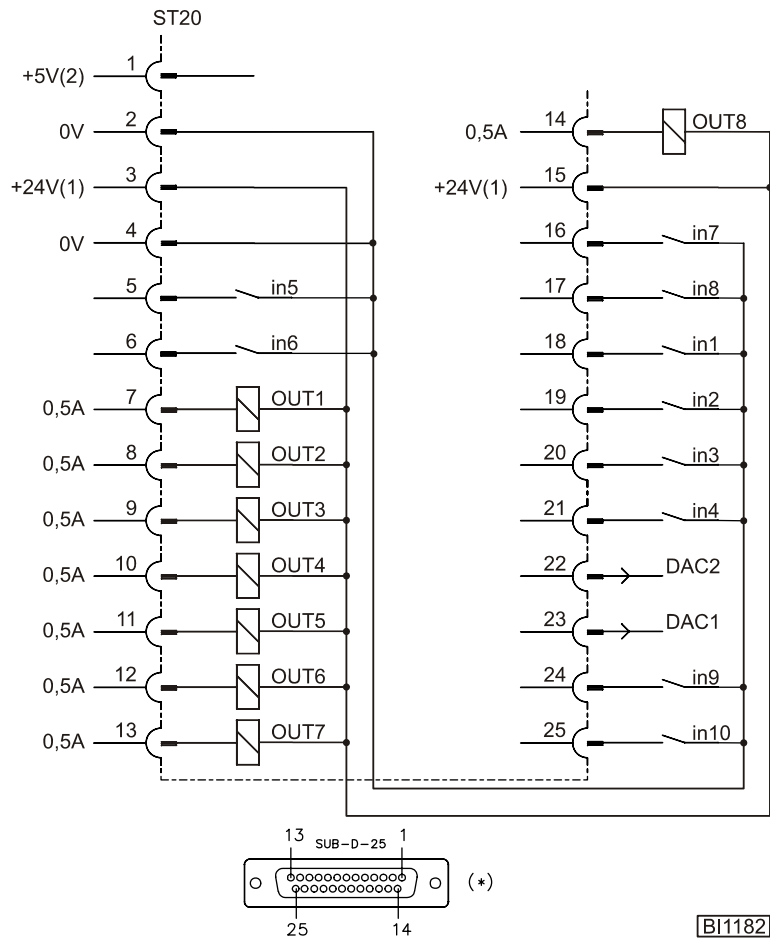 ST20
+5V(2) 1
0V 2
+24V(1) 3
0V 4
5 in5
6 in6
0,5A 7 OUT1
0,5A 8 OUT2
0,5A 9 OUT3
0,5A 10 OUT4
0,5A 11 OUT5
0,5A 12 OUT6
0,5A 13 OUT7
0,5A 14 OUT8
+24V(1) 15
16 in7
17 in8
18 in1
19 in2
20 in3
21 in4
22 DAC2
23 DAC1
24 in9
25 in10
13 SUB-D-25 1
(*)
25 14
BI1182